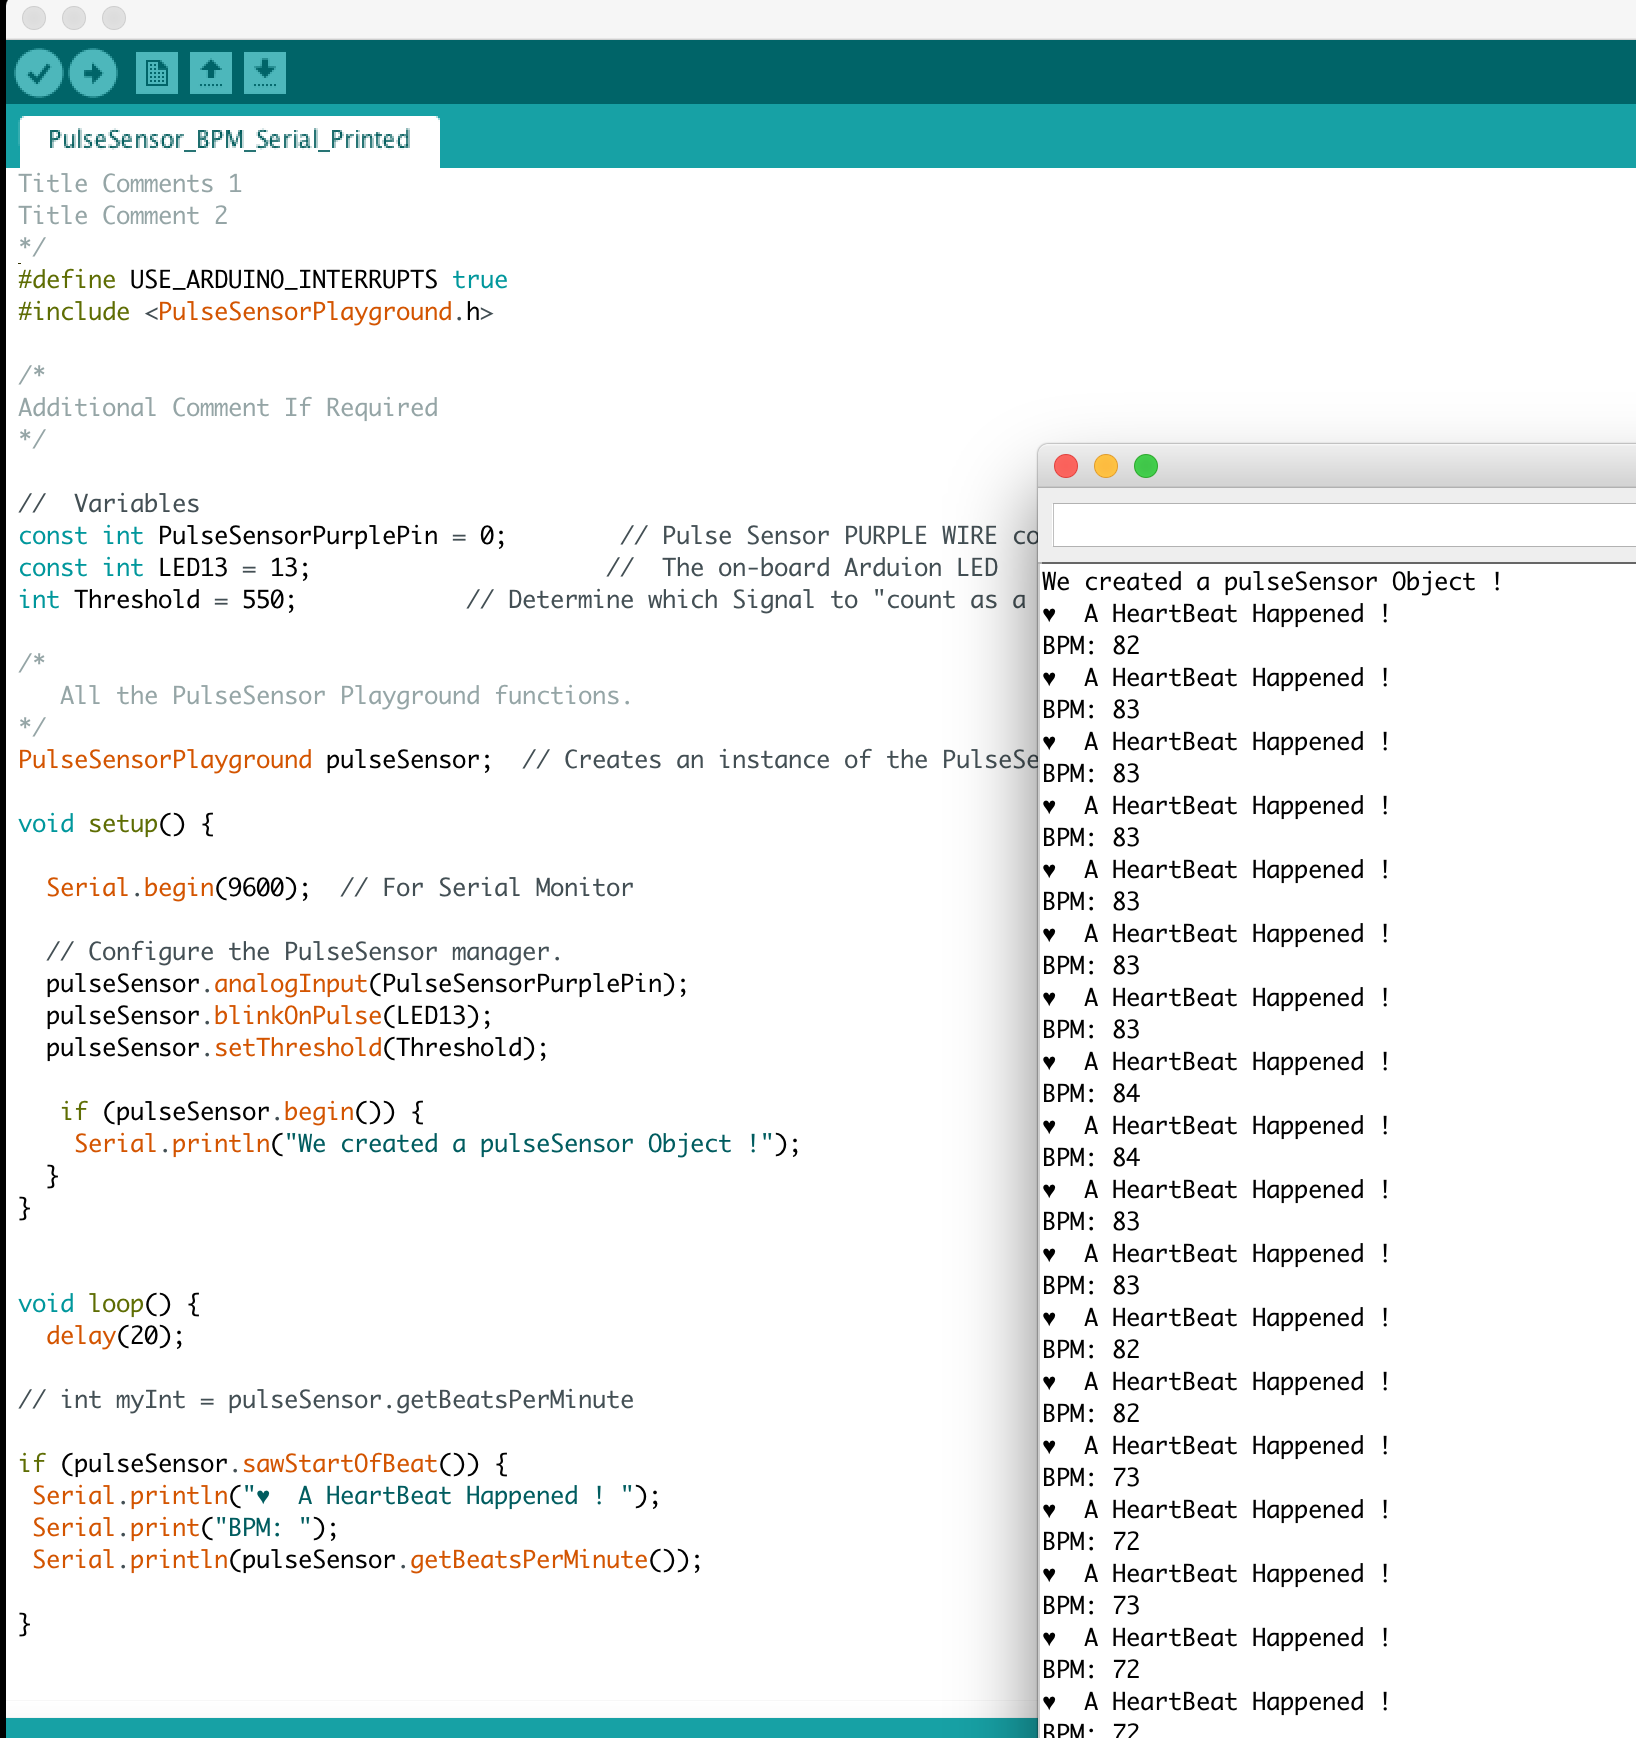 PulseSensor_BPM_Serial_Printed
Title Comments 1
Title Comment 2
*/
#define USE_ARDUINO_INTERRUPTS true
#include <PulseSensorPlayground.h>
/*
Additional Comment If Required
*/
//  Variables
const int PulseSensorPurplePin = 0;        // Pulse Sensor PURPLE WIRE co
const int LED13 = 13;                     //  The on-board Arduion LED
int Threshold = 550;            // Determine which Signal to "count as a
/*
   All the PulseSensor Playground functions.
*/
PulseSensorPlayground pulseSensor;  // Creates an instance of the PulseSe
void setup() {
  Serial.begin(9600);  // For Serial Monitor
  // Configure the PulseSensor manager.
  pulseSensor.analogInput(PulseSensorPurplePin);
  pulseSensor.blinkOnPulse(LED13);
  pulseSensor.setThreshold(Threshold);
   if (pulseSensor.begin()) {
    Serial.println("We created a pulseSensor Object !");
  }
}
void loop() {
  delay(20);
// int myInt = pulseSensor.getBeatsPerMinute
if (pulseSensor.sawStartOfBeat()) {
 Serial.println("♥  A HeartBeat Happened ! ");
 Serial.print("BPM: ");
 Serial.println(pulseSensor.getBeatsPerMinute());
}
We created a pulseSensor Object !
♥  A HeartBeat Happened !
BPM: 82
♥  A HeartBeat Happened !
BPM: 83
♥  A HeartBeat Happened !
BPM: 83
♥  A HeartBeat Happened !
BPM: 83
♥  A HeartBeat Happened !
BPM: 83
♥  A HeartBeat Happened !
BPM: 83
♥  A HeartBeat Happened !
BPM: 83
♥  A HeartBeat Happened !
BPM: 84
♥  A HeartBeat Happened !
BPM: 84
♥  A HeartBeat Happened !
BPM: 83
♥  A HeartBeat Happened !
BPM: 83
♥  A HeartBeat Happened !
BPM: 82
♥  A HeartBeat Happened !
BPM: 82
♥  A HeartBeat Happened !
BPM: 73
♥  A HeartBeat Happened !
BPM: 72
♥  A HeartBeat Happened !
BPM: 73
♥  A HeartBeat Happened !
BPM: 72
♥  A HeartBeat Happened !
BPM: 72